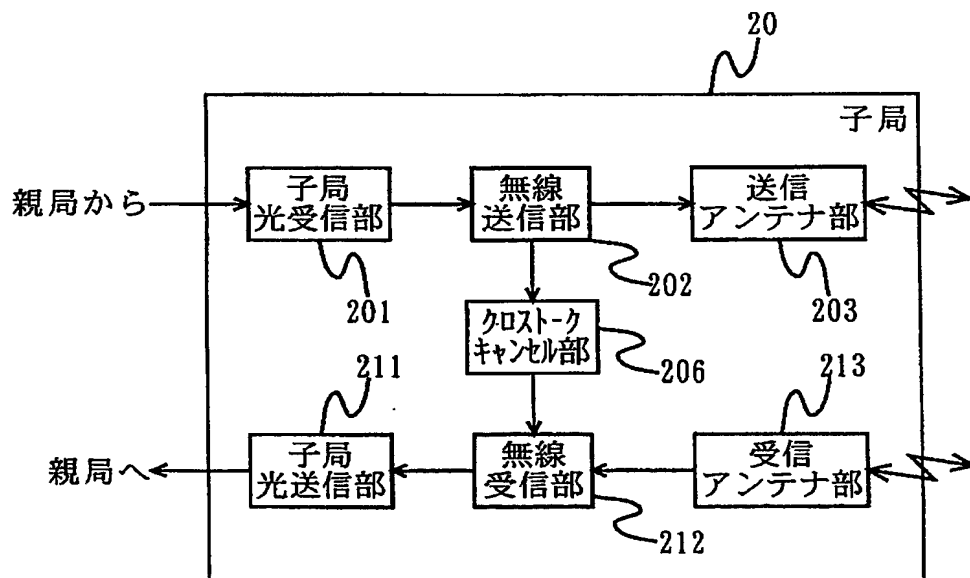 20
子局
親局から
子局
光受信部
無線
送信部
送信
アンテナ部
201
202
203
クロストーク
キャンセル部
206
211
213
親局へ
子局
光送信部
無線
受信部
受信
アンテナ部
212